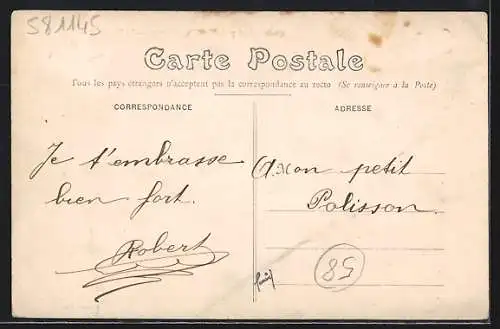 581145
Carte Postale
Tous les pays étrangers n'acceptent pas la correspondance au recto (Se renseigner à la Poste)
CORRESPONDANCE
ADRESSE
Je t'embrasse
bien fort.
Robert
A Mon petit
Polisson
85